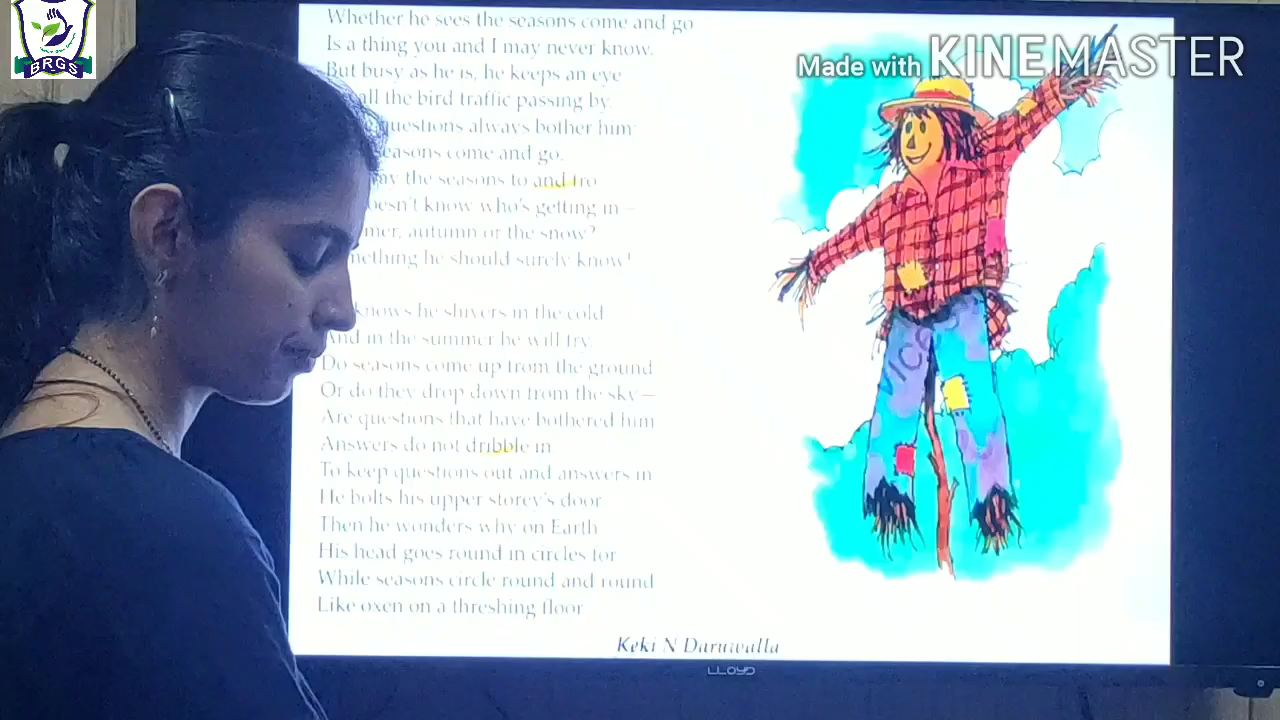 BRGS
Made with KINEMASTER
Whether he sees the seasons come and go
Is a thing you and I may never know.
But busy as he is, he keeps an eye
all the bird traffic passing by.
questions always bother him
seasons come and go.
the seasons to and fro
know who's getting in—
autumn or the snow?
he should surely know!
knows he shivers in the cold
And in the summer he will fry.
Do seasons come up from the ground
Or do they drop down from the sky—
Are questions that have bothered him
Answers do not dribble in
To keep questions out and answers in
He bolts his upper storey's door
Then he wonders why on Earth
His head goes round in circles for
While seasons circle round and round
Like oxen on a threshing floor
Keki N Daruwalla
LLOYD